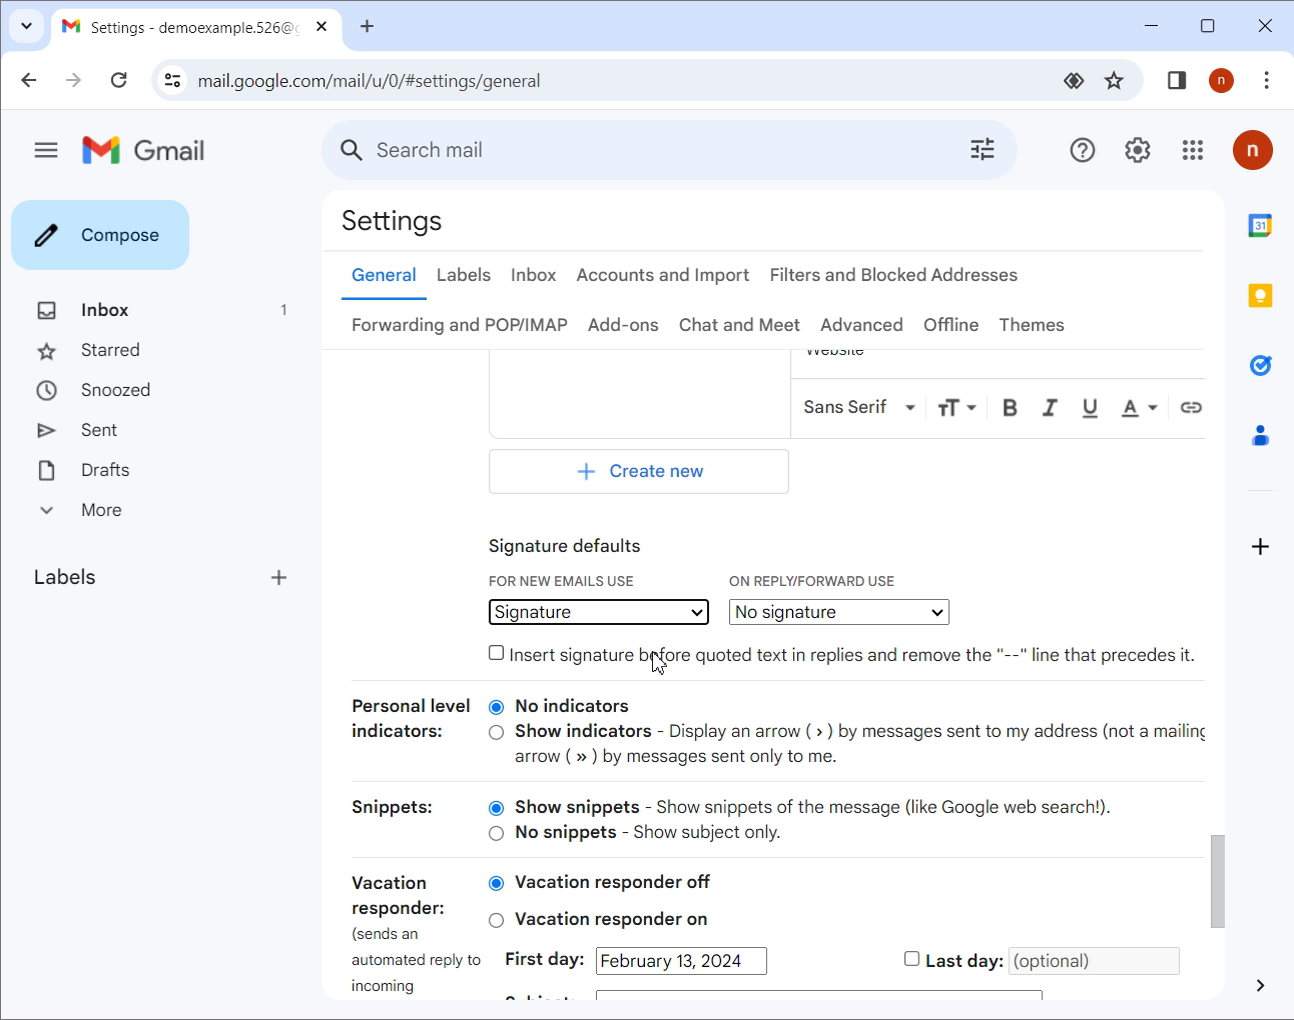 Settings - demoexample.526@
mail.google.com/mail/u/0/#settings/general
n
Gmail
Search mail
n
Compose
Inbox 1
Starred
Snoozed
Sent
Drafts
More
Labels
Settings
General Labels Inbox Accounts and Import Filters and Blocked Addresses
Forwarding and POP/IMAP Add-ons Chat and Meet Advanced Offline Themes
Website
Sans Serif TT B I U A
+ Create new
Signature defaults
FOR NEW EMAILS USE ON REPLY/FORWARD USE
Signature No signature
Insert signature before quoted text in replies and remove the "--" line that precedes it.
Personal level indicators:
No indicators
Show indicators - Display an arrow ( › ) by messages sent to my address (not a mailing
arrow ( » ) by messages sent only to me.
Snippets:
Show snippets - Show snippets of the message (like Google web search!).
No snippets - Show subject only.
Vacation
responder:
(sends an
automated reply to
incoming
Vacation responder off
Vacation responder on
First day: February 13, 2024 Last day: (optional)
31